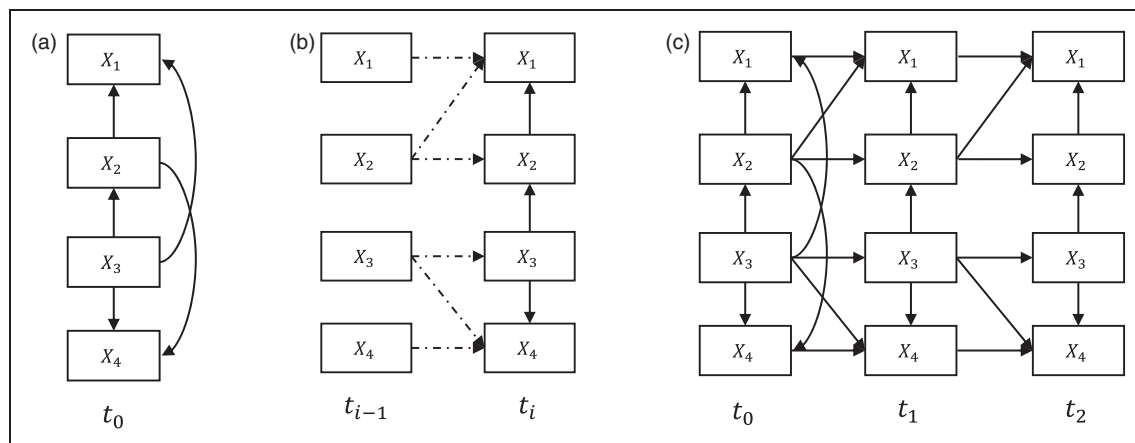 (a) (b) (c)
X₁ X₁ X₁ X₁ X₁ X₁
X₂ X₂ X₂ X₂ X₂ X₂
X₃ X₃ X₃ X₃ X₃ X₃
X₄ X₄ X₄ X₄ X₄ X₄
t₀ tᵢ₋₁ tᵢ t₀ t₁ t₂